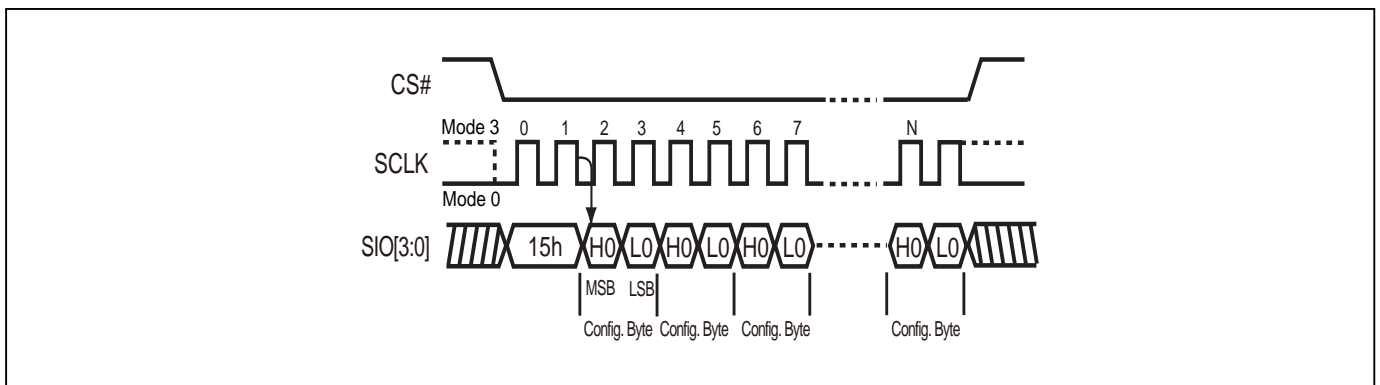 CS#
Mode 3 0 1 2 3 4 5 6 7 N
SCLK
Mode 0
SIO[3:0] 15h H0 L0 H0 L0 H0 L0 H0 L0
MSB LSB
Config. Byte Config. Byte Config. Byte Config. Byte